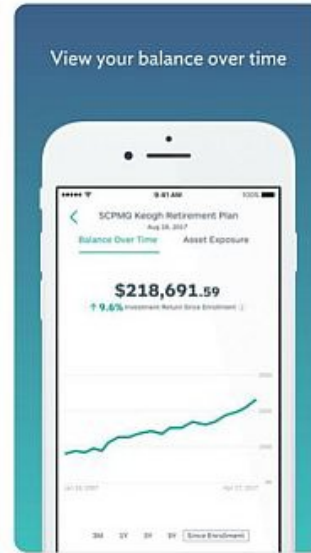 View your balance over time
9:41 AM 100%
SCPMG Keogh Retirement Plan
Aug 18, 2017
Balance Over Time Asset Exposure
$218,691.59
↑ 9.6% Investment Return Since Enrollment
3M 1Y 3Y 5Y Since Enrollment